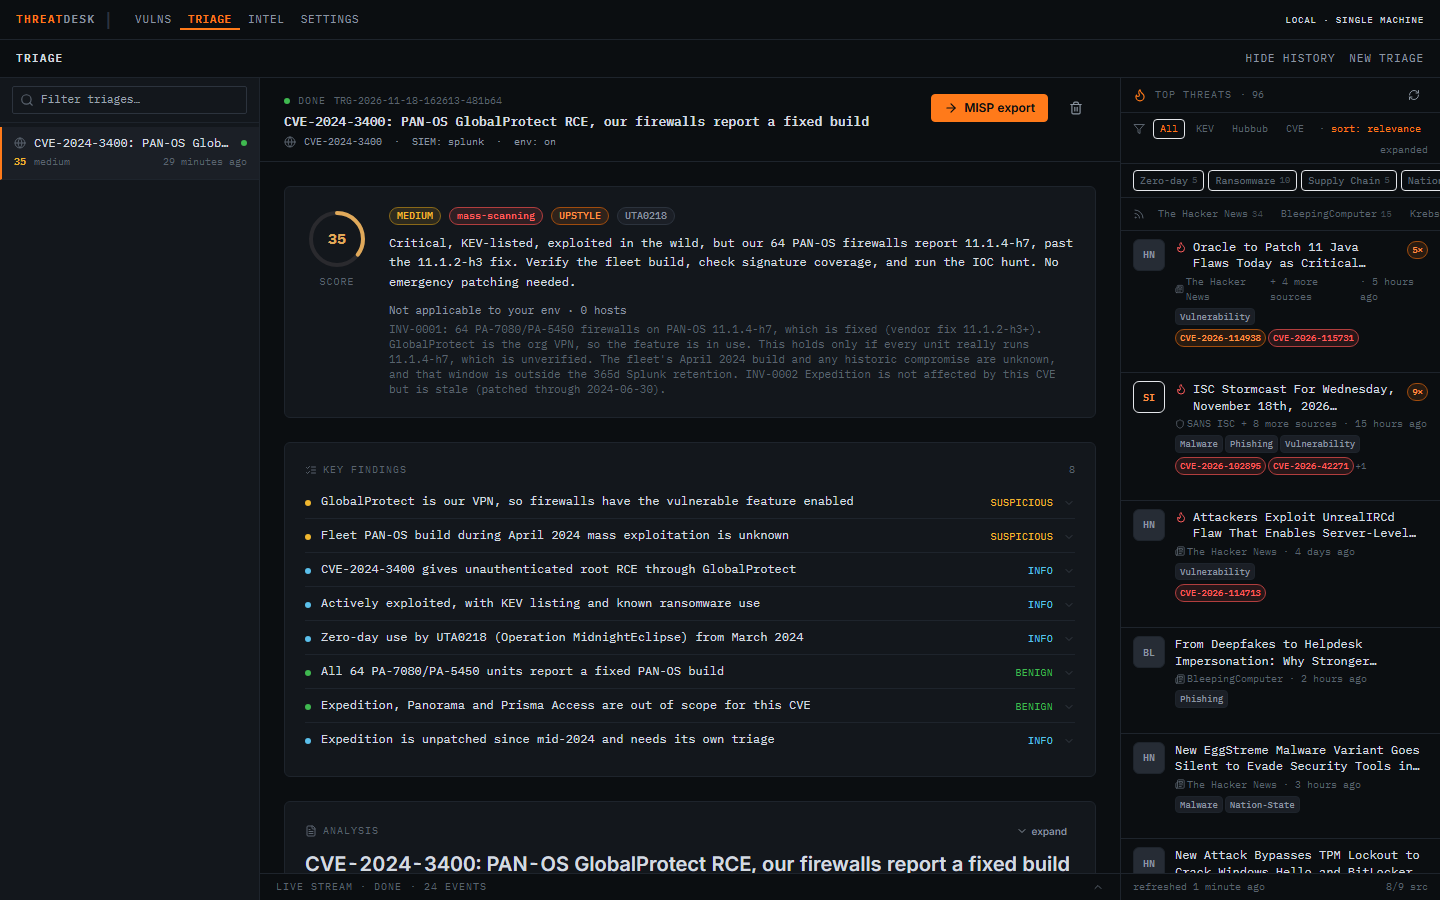 THREATDESK
VULNS TRIAGE INTEL SETTINGS
LOCAL · SINGLE MACHINE
TRIAGE
HIDE HISTORY NEW TRIAGE
Filter triages…
CVE-2024-3400: PAN-OS Glob…
35 medium 29 minutes ago
DONE TRG-2026-11-18-162613-481b64
CVE-2024-3400: PAN-OS GlobalProtect RCE, our firewalls report a fixed build
CVE-2024-3400 · SIEM: splunk · env: on
MISP export
35
SCORE
MEDIUM mass-scanning UPSTYLE UTA0218
Critical, KEV-listed, exploited in the wild, but our 64 PAN-OS firewalls report 11.1.4-h7, past
the 11.1.2-h3 fix. Verify the fleet build, check signature coverage, and run the IOC hunt. No
emergency patching needed.
Not applicable to your env · 0 hosts
INV-0001: 64 PA-7080/PA-5450 firewalls on PAN-OS 11.1.4-h7, which is fixed (vendor fix 11.1.2-h3+).
GlobalProtect is the org VPN, so the feature is in use. This holds only if every unit really runs
11.1.4-h7, which is unverified. The fleet's April 2024 build and any historic compromise are unknown,
and that window is outside the 365d Splunk retention. INV-0002 Expedition is not affected by this CVE
but is stale (patched through 2024-06-30).
KEY FINDINGS 8
GlobalProtect is our VPN, so firewalls have the vulnerable feature enabled SUSPICIOUS
Fleet PAN-OS build during April 2024 mass exploitation is unknown SUSPICIOUS
CVE-2024-3400 gives unauthenticated root RCE through GlobalProtect INFO
Actively exploited, with KEV listing and known ransomware use INFO
Zero-day use by UTA0218 (Operation MidnightEclipse) from March 2024 INFO
All 64 PA-7080/PA-5450 units report a fixed PAN-OS build BENIGN
Expedition, Panorama and Prisma Access are out of scope for this CVE BENIGN
Expedition is unpatched since mid-2024 and needs its own triage INFO
ANALYSIS expand
CVE-2024-3400: PAN-OS GlobalProtect RCE, our firewalls report a fixed build
LIVE STREAM · DONE · 24 EVENTS
TOP THREATS · 96
All KEV Hubbub CVE · sort: relevance
expanded
Zero-day 5 Ransomware 10 Supply Chain 5 Nation
The Hacker News 34 BleepingComputer 15 Krebs
HN
Oracle to Patch 11 Java 5×
Flaws Today as Critical…
The Hacker News + 4 more sources · 5 hours ago
Vulnerability
CVE-2026-114938 CVE-2026-115731
SI
ISC Stormcast For Wednesday, 9×
November 18th, 2026…
SANS ISC + 8 more sources · 15 hours ago
Malware Phishing Vulnerability
CVE-2026-102895 CVE-2026-42271 +1
HN
Attackers Exploit UnrealIRCd
Flaw That Enables Server-Level…
The Hacker News · 4 days ago
Vulnerability
CVE-2026-114713
BL
From Deepfakes to Helpdesk
Impersonation: Why Stronger…
BleepingComputer · 2 hours ago
Phishing
HN
New EggStreme Malware Variant Goes
Silent to Evade Security Tools in…
The Hacker News · 3 hours ago
Malware Nation-State
HN
New Attack Bypasses TPM Lockout to
Crack Windows Hello and BitLocker
refreshed 1 minute ago 8/9 src